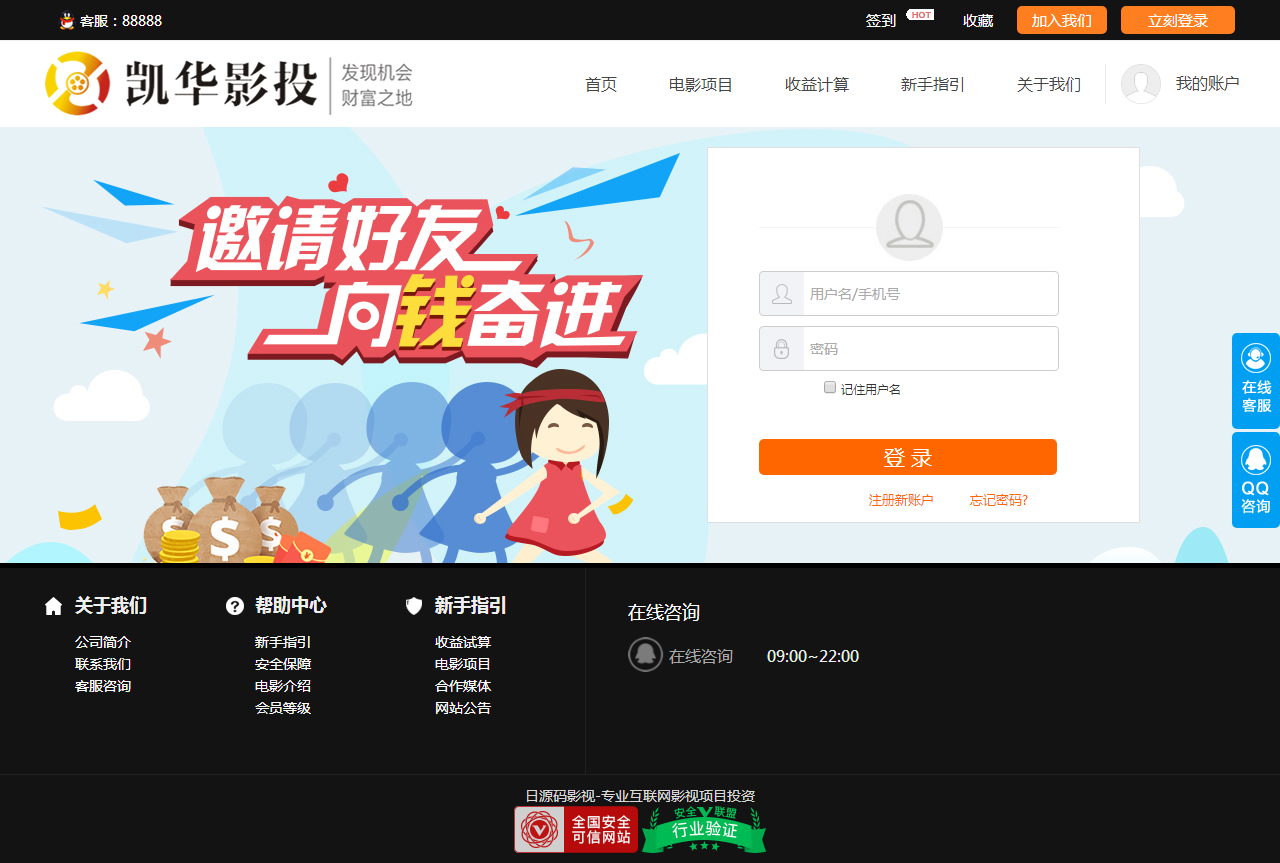 客服：88888
签到 HOT 收藏 加入我们 立刻登录
凯华影投 发现机会
财富之地
首页 电影项目 收益计算 新手指引 关于我们 我的账户
邀请好友
向钱奋进
用户名/手机号
密码
记住用户名
登 录
注册新账户 忘记密码?
在线
客服
QQ
咨询
$ $ $
关于我们 帮助中心 新手指引
公司简介 新手指引 收益试算
联系我们 安全保障 电影项目
客服咨询 电影介绍 合作媒体
会员等级 网站公告
在线咨询
在线咨询 09:00~22:00
日源码影视-专业互联网影视项目投资
全国安全
可信网站
安全 联盟
行业验证